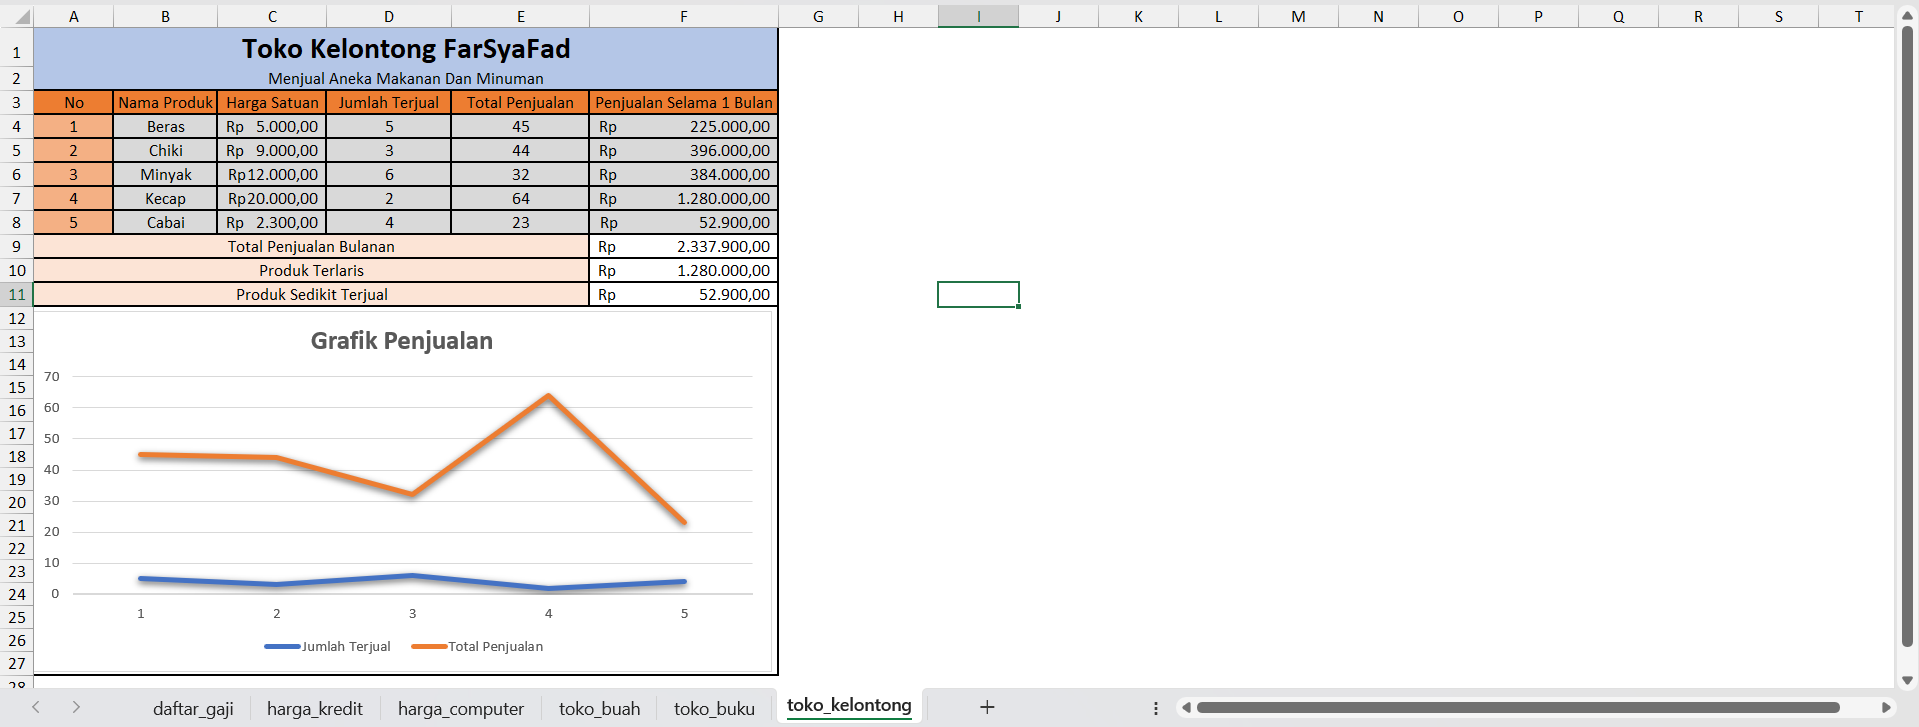 A B C D E F G H I J K L M N O P Q R S T
1 Toko Kelontong FarSyaFad
2 Menjual Aneka Makanan Dan Minuman
3 No Nama Produk Harga Satuan Jumlah Terjual Total Penjualan Penjualan Selama 1 Bulan
4 1 Beras Rp 5.000,00 5 45 Rp 225.000,00
5 2 Chiki Rp 9.000,00 3 44 Rp 396.000,00
6 3 Minyak Rp12.000,00 6 32 Rp 384.000,00
7 4 Kecap Rp20.000,00 2 64 Rp 1.280.000,00
8 5 Cabai Rp 2.300,00 4 23 Rp 52.900,00
9 Total Penjualan Bulanan Rp 2.337.900,00
10 Produk Terlaris Rp 1.280.000,00
11 Produk Sedikit Terjual Rp 52.900,00
12
13
14
15
16
17
18
19
20
21
22
23
24
25
26
27
28
Grafik Penjualan
70
60
50
40
30
20
10
0
1 2 3 4 5
Jumlah Terjual Total Penjualan
daftar_gaji harga_kredit harga_computer toko_buah toko_buku toko_kelontong